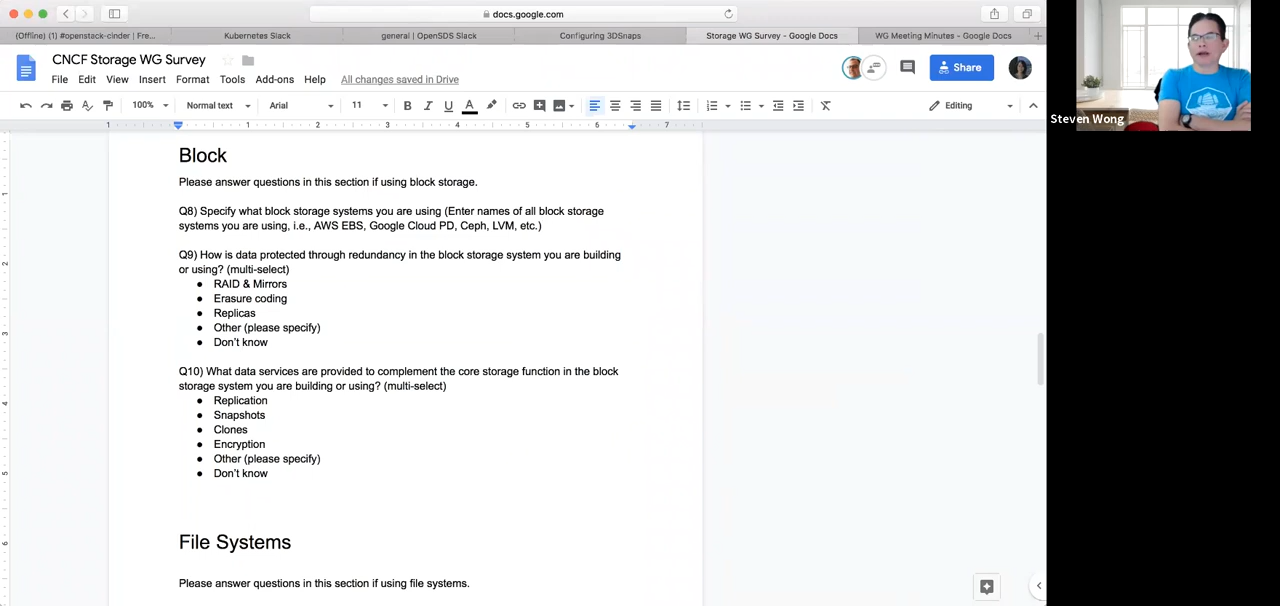 docs.google.com
(Offline) (1) #openstack-cinder | Fre...
Kubernetes Slack
general | OpenSDS Slack
Configuring 3DSnaps
Storage WG Survey - Google Docs
WG Meeting Minutes - Google Docs
CNCF Storage WG Survey
File Edit View Insert Format Tools Add-ons Help All changes saved in Drive
Share
100% Normal text Arial 11 B I U A Editing
1 1 2 3 4 5 6 7
Block
Please answer questions in this section if using block storage.
Q8) Specify what block storage systems you are using (Enter names of all block storage
systems you are using, i.e., AWS EBS, Google Cloud PD, Ceph, LVM, etc.)
Q9) How is data protected through redundancy in the block storage system you are building
or using? (multi-select)
● RAID & Mirrors
● Erasure coding
● Replicas
● Other (please specify)
● Don't know
Q10) What data services are provided to complement the core storage function in the block
storage system you are building or using? (multi-select)
● Replication
● Snapshots
● Clones
● Encryption
● Other (please specify)
● Don't know
File Systems
Please answer questions in this section if using file systems.
Steven Wong